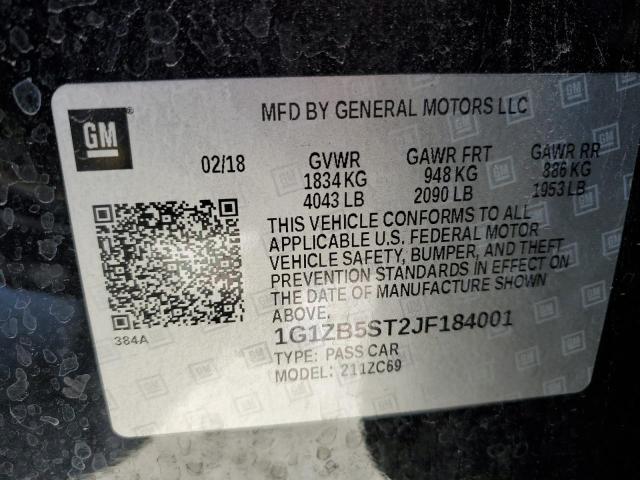 GM
MFD BY GENERAL MOTORS LLC
02/18 GVWR GAWR FRT GAWR RR
1834 KG 948 KG 886 KG
4043 LB 2090 LB 1953 LB
THIS VEHICLE CONFORMS TO ALL
APPLICABLE U.S. FEDERAL MOTOR
VEHICLE SAFETY, BUMPER, AND THEFT
PREVENTION STANDARDS IN EFFECT ON
THE DATE OF MANUFACTURE SHOWN
ABOVE.
384A
1G1ZB5ST2JF184001
TYPE: PASS CAR
MODEL: 211ZC69